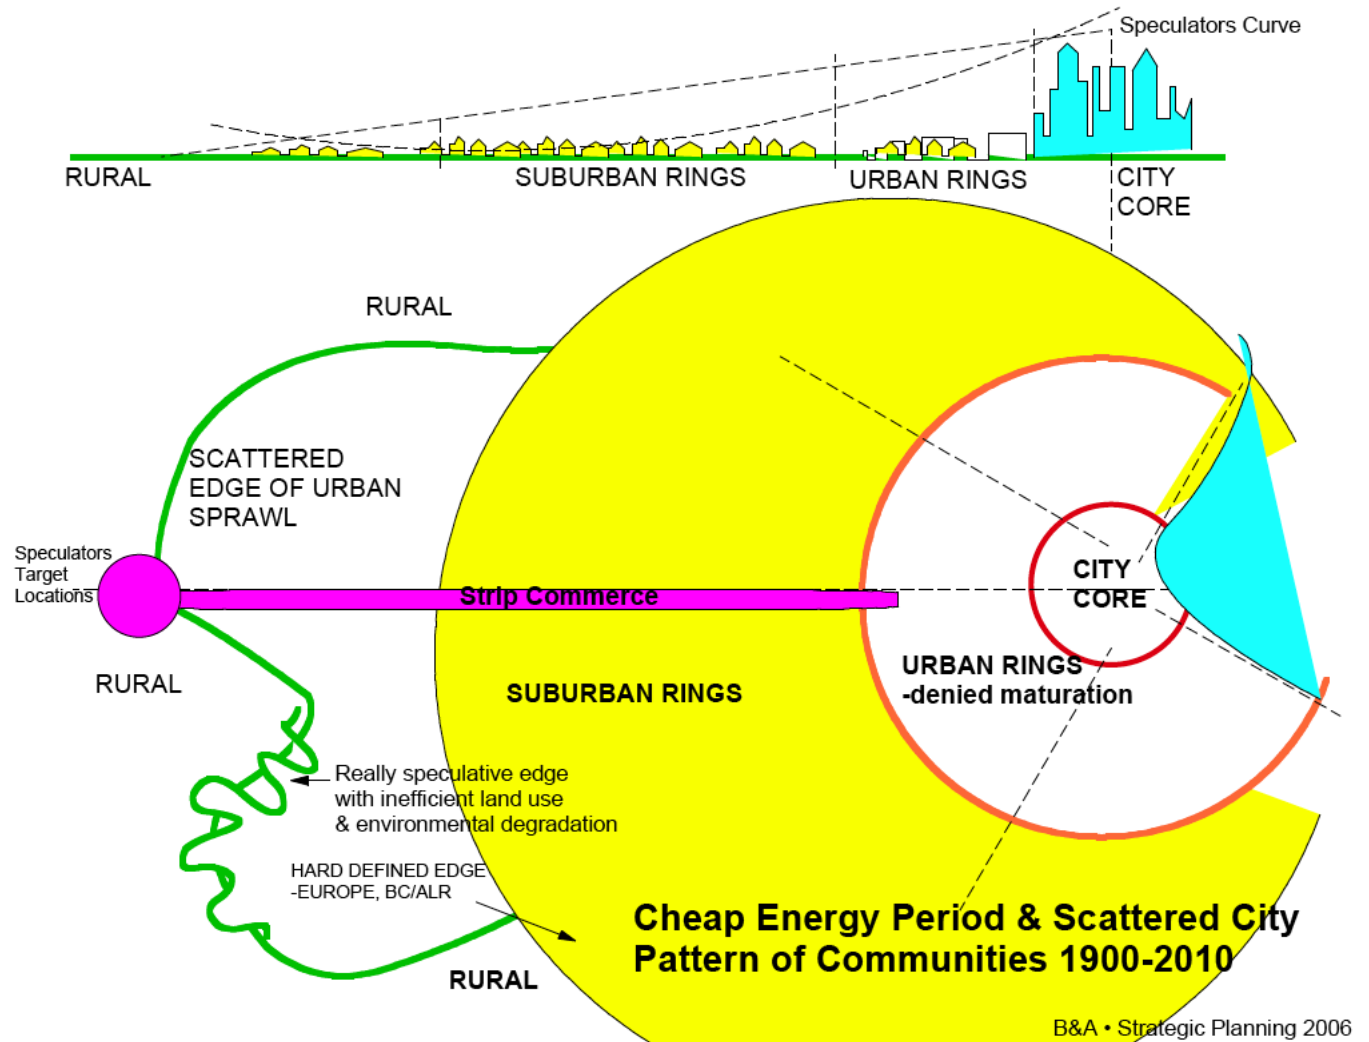 Speculators Curve
RURAL
SUBURBAN RINGS
URBAN RINGS
CITY
CORE
RURAL
SCATTERED
EDGE OF URBAN
SPRAWL
Speculators
Target
Locations
Strip Commerce
CITY
CORE
RURAL
SUBURBAN RINGS
URBAN RINGS
-denied maturation
Really speculative edge
with inefficient land use
& environmental degradation
HARD DEFINED EDGE
-EUROPE, BC/ALR
RURAL
Cheap Energy Period & Scattered City
Pattern of Communities 1900-2010
B&A • Strategic Planning 2006